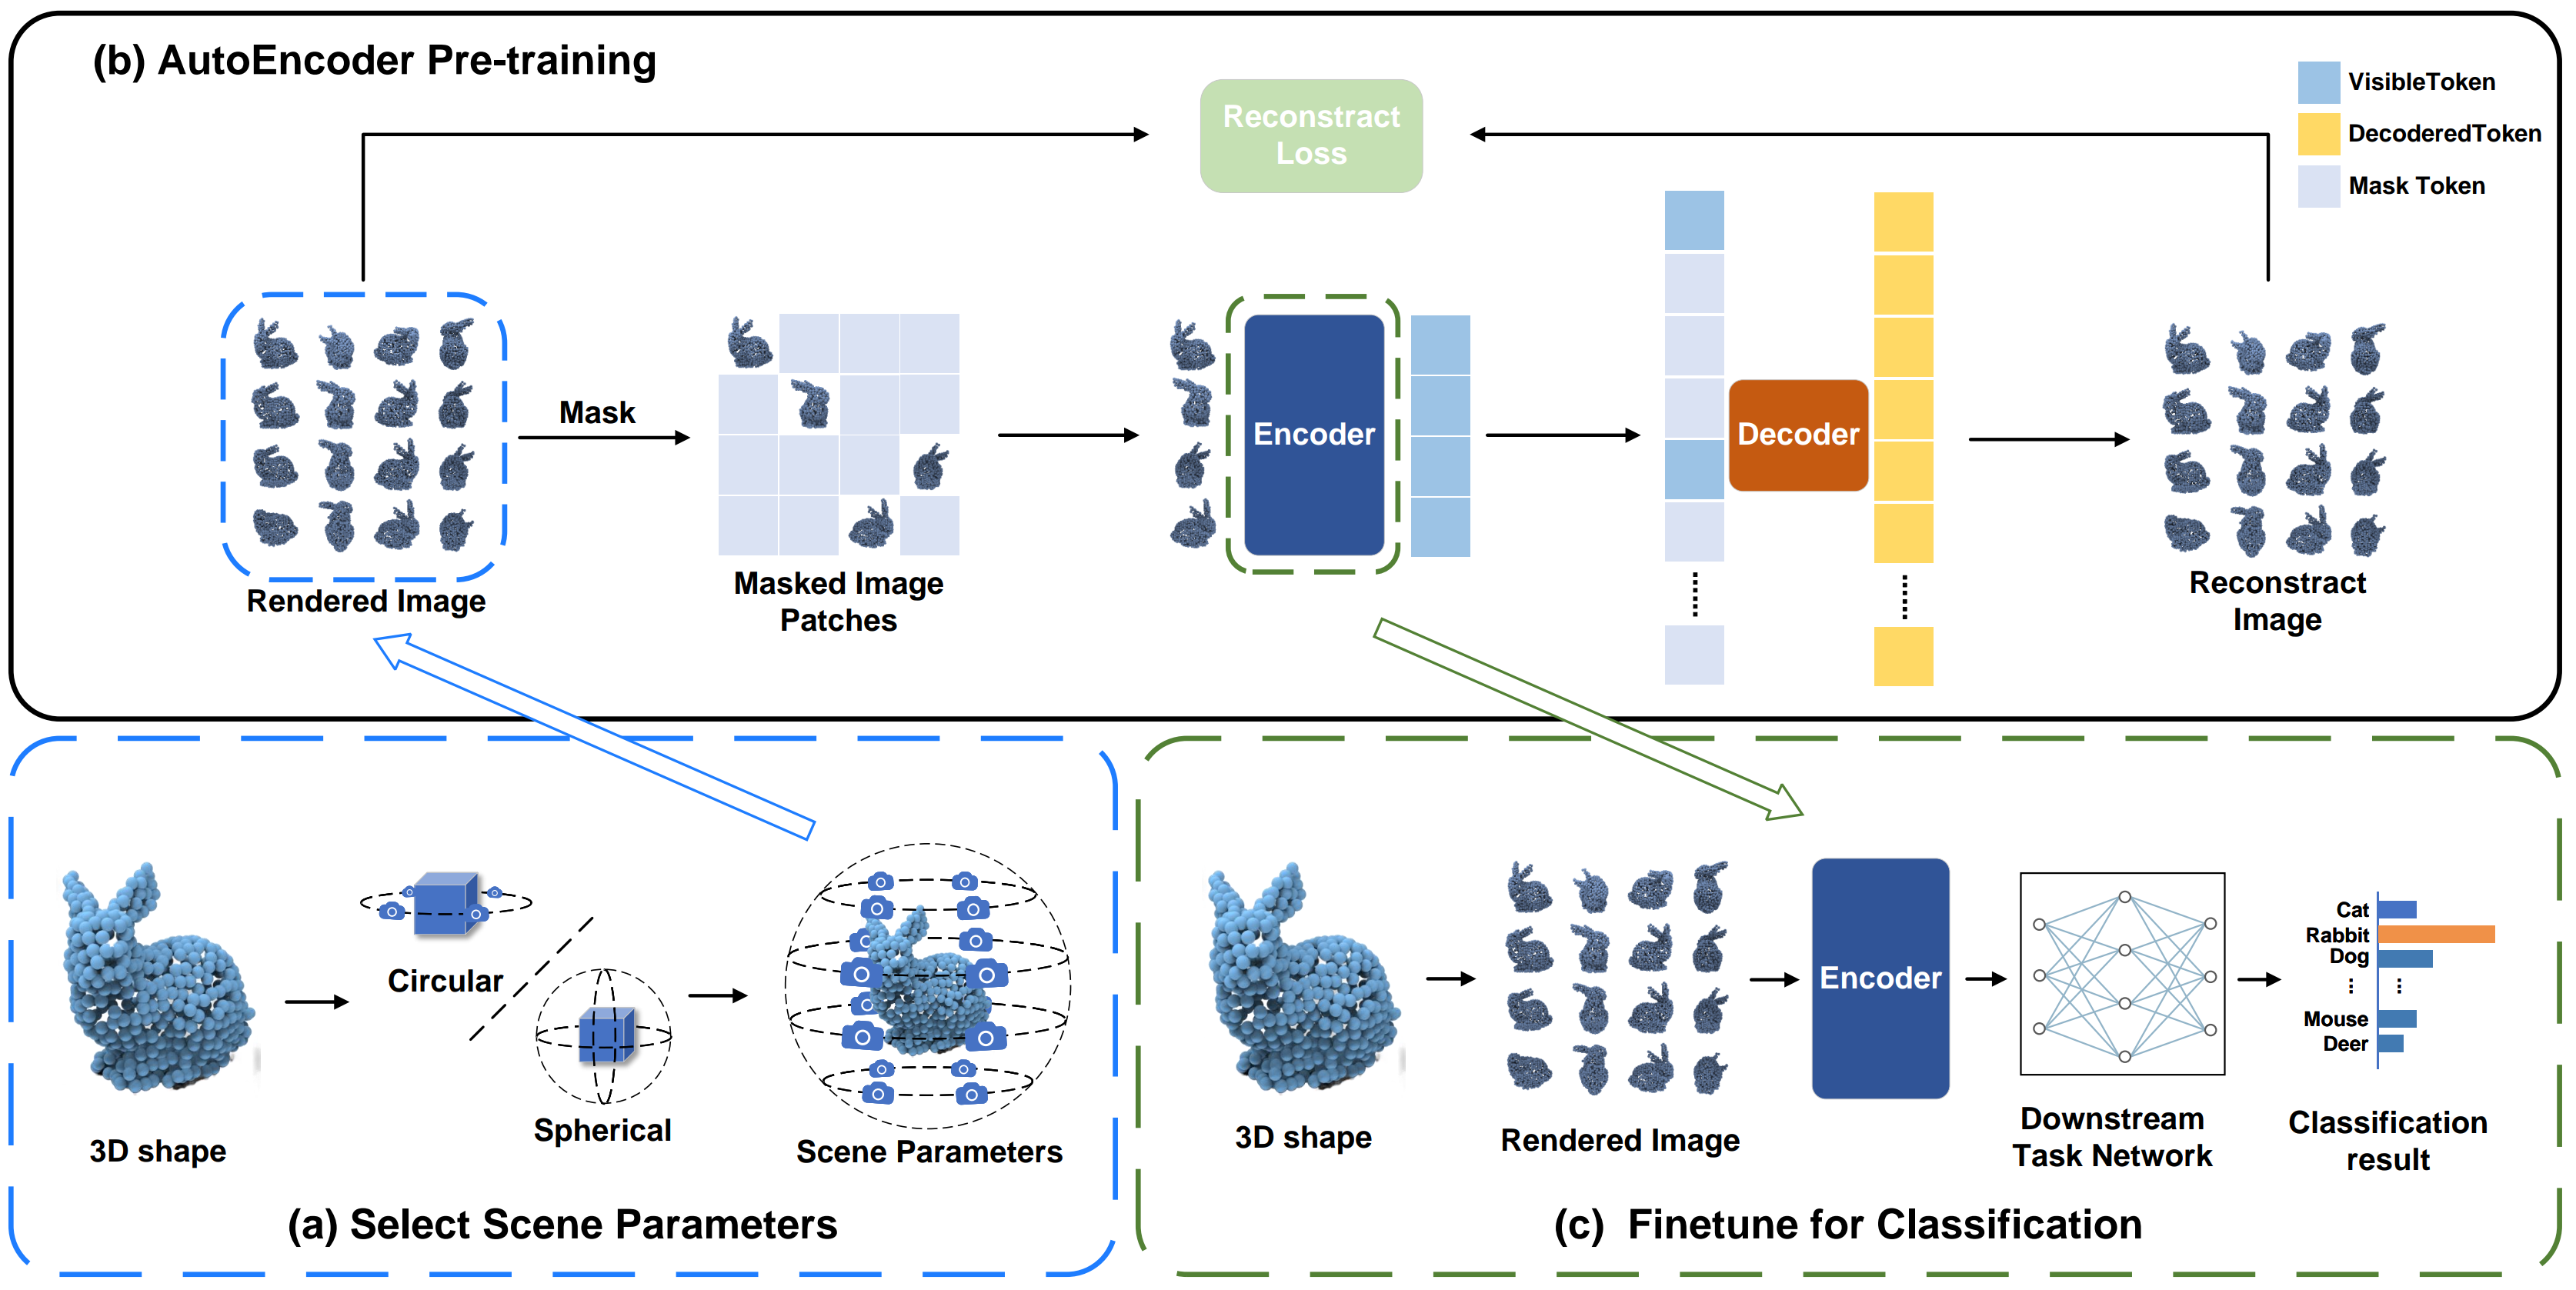 (b) AutoEncoder Pre-training
Reconstract
Loss
VisibleToken
DecoderedToken
Mask Token
Mask
Encoder
Decoder
Rendered Image
Masked Image
Patches
Reconstract
Image
Circular
Spherical
3D shape
Scene Parameters
(a) Select Scene Parameters
Encoder
Cat
Rabbit
Dog
Mouse
Deer
3D shape
Rendered Image
Downstream
Task Network
Classification
result
(c) Finetune for Classification